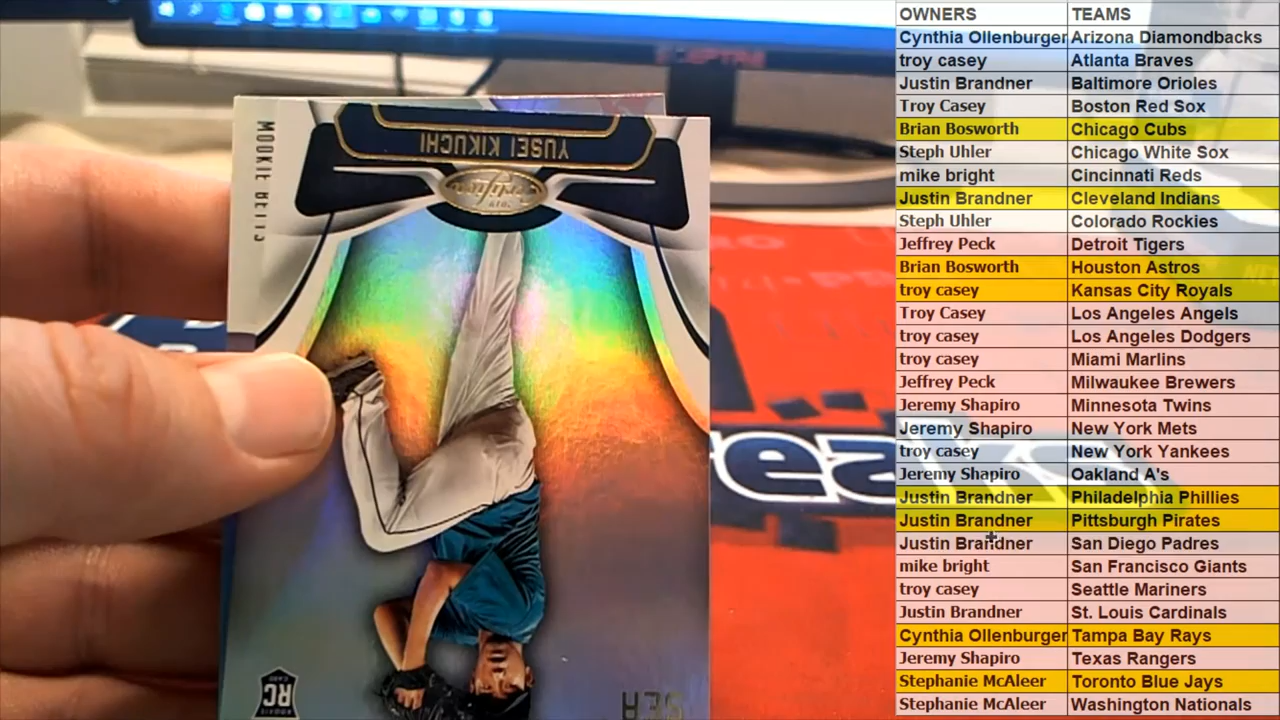 SCEPTRE
MOOKIE BETTS
YUSEI KIKUCHI
2019
Certified
RC
ROOKIE CARD
SEA
reaks
OWNERS TEAMS
Cynthia Ollenburger Arizona Diamondbacks
troy casey Atlanta Braves
Justin Brandner Baltimore Orioles
Troy Casey Boston Red Sox
Brian Bosworth Chicago Cubs
Steph Uhler Chicago White Sox
mike bright Cincinnati Reds
Justin Brandner Cleveland Indians
Steph Uhler Colorado Rockies
Jeffrey Peck Detroit Tigers
Brian Bosworth Houston Astros
troy casey Kansas City Royals
Troy Casey Los Angeles Angels
troy casey Los Angeles Dodgers
troy casey Miami Marlins
Jeffrey Peck Milwaukee Brewers
Jeremy Shapiro Minnesota Twins
Jeremy Shapiro New York Mets
troy casey New York Yankees
Jeremy Shapiro Oakland A's
Justin Brandner Philadelphia Phillies
Justin Brandner Pittsburgh Pirates
Justin Brandner San Diego Padres
mike bright San Francisco Giants
troy casey Seattle Mariners
Justin Brandner St. Louis Cardinals
Cynthia Ollenburger Tampa Bay Rays
Jeremy Shapiro Texas Rangers
Stephanie McAleer Toronto Blue Jays
Stephanie McAleer Washington Nationals